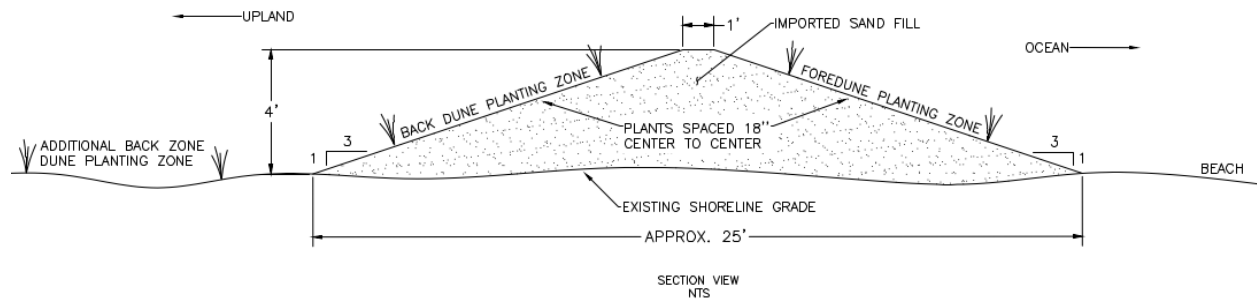 UPLAND
1'
IMPORTED SAND FILL
OCEAN
4'
BACK DUNE PLANTING ZONE
FOREDUNE PLANTING ZONE
PLANTS SPACED 18"
CENTER TO CENTER
ADDITIONAL BACK ZONE
DUNE PLANTING ZONE
3
1
3
1
BEACH
EXISTING SHORELINE GRADE
APPROX. 25'
SECTION VIEW
NTS